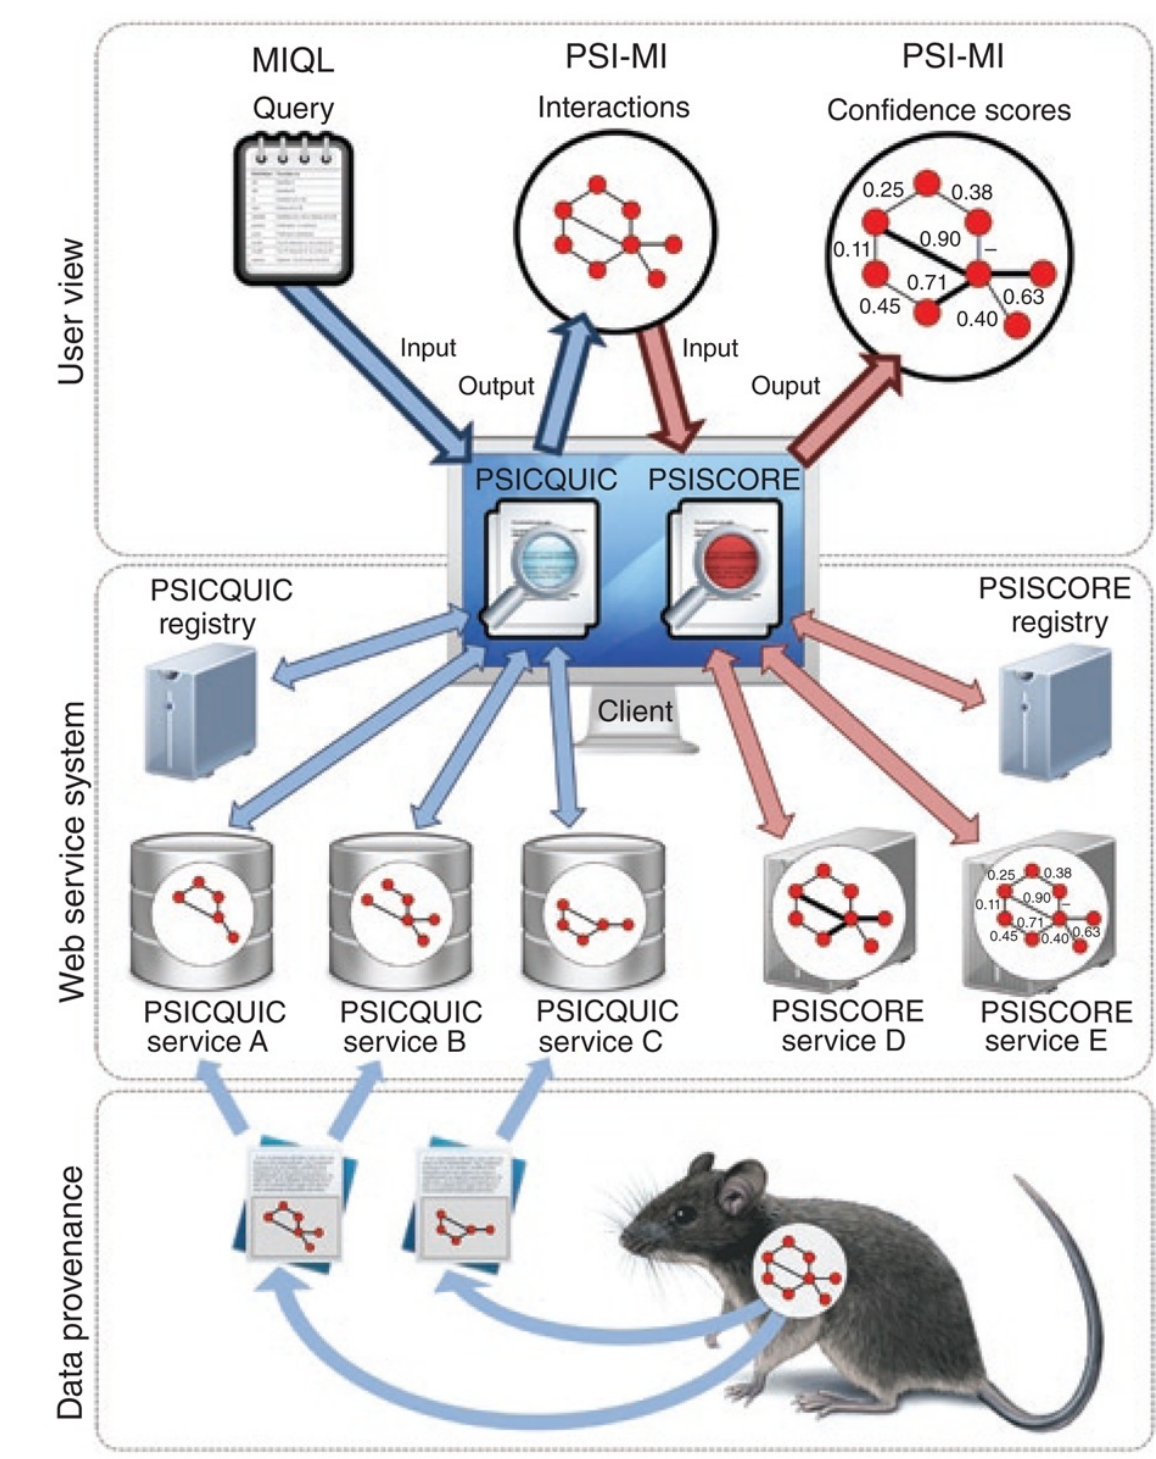 MIQL
Query
PSI-MI
Interactions
PSI-MI
Confidence scores
0.25
0.38
0.11
0.90
–
0.71
0.63
0.45
0.40
User view
Input
Output
Input
Ouput
PSICQUIC
PSISCORE
Client
Web service system
PSICQUIC
registry
PSISCORE
registry
0.25
0.38
0.11
0.90
–
0.71
0.63
0.45
0.40
PSICQUIC
service A
PSICQUIC
service B
PSICQUIC
service C
PSISCORE
service D
PSISCORE
service E
Data provenance